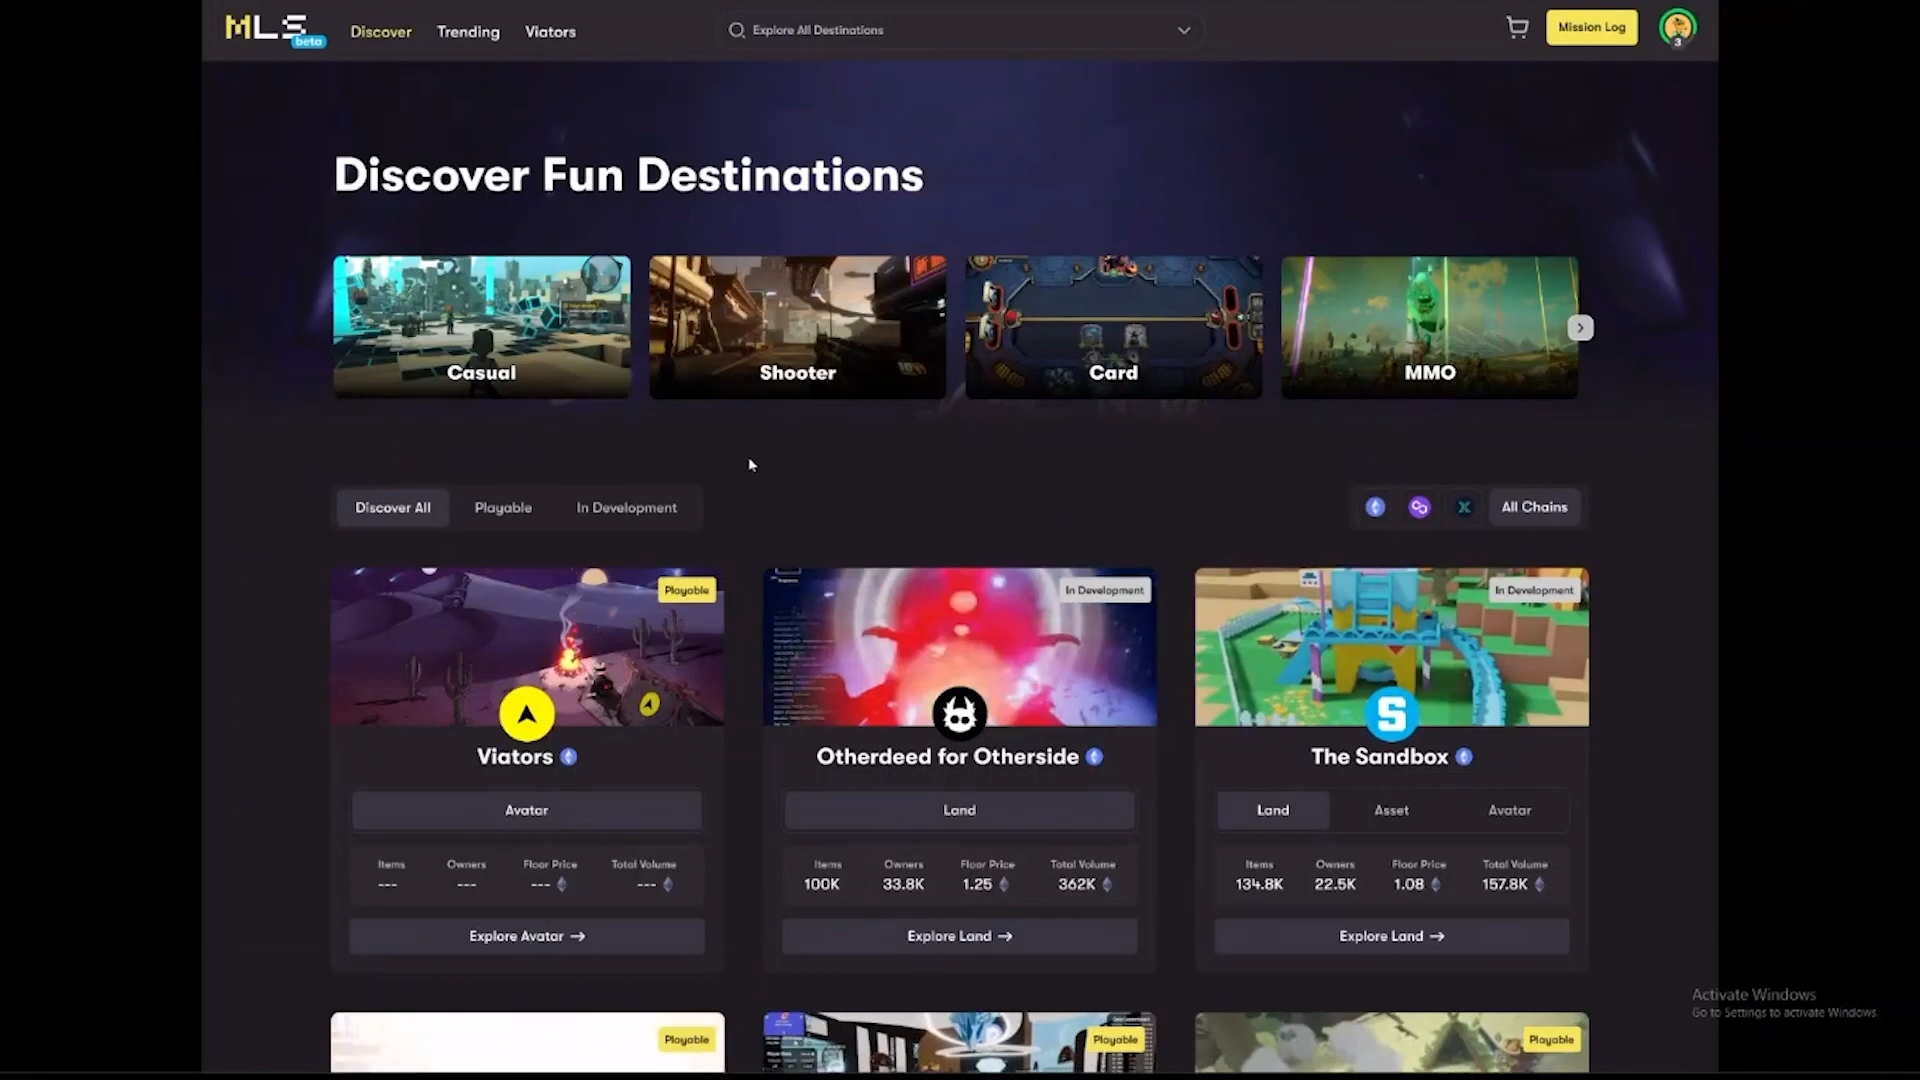 MLS
beta
Discover
Trending
Viators
Explore All Destinations
Mission Log
3
Discover Fun Destinations
Casual
Shooter
Card
MMO
Discover All
Playable
In Development
All Chains
Playable
Viators
Avatar
Items
Owners
Floor Price
Total Volume
---
---
---
---
Explore Avatar →
In Development
Otherdeed for Otherside
Land
Items
Owners
Floor Price
Total Volume
100K
33.8K
1.25
362K
Explore Land →
In Development
S
The Sandbox
Land
Asset
Avatar
Items
Owners
Floor Price
Total Volume
134.8K
22.5K
1.08
157.8K
Explore Land →
Playable
Playable
Playable
Activate Windows
Go to Settings to activate Windows.